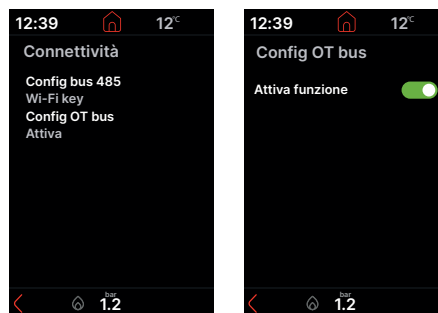 12:39
12°C
Connettività
Config bus 485
Wi-Fi key
Config OT bus
Attiva
bar
1.2
12:39
12°C
Config OT bus
Attiva funzione
bar
1.2